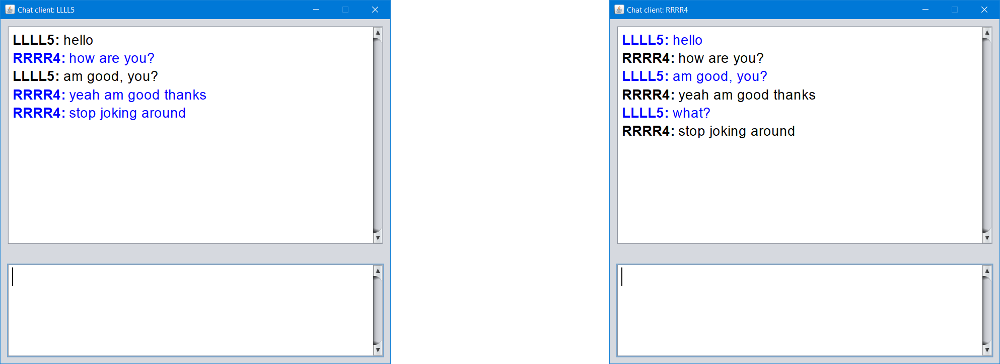 Chat client: LLLL5
LLLL5: hello
RRRR4: how are you?
LLLL5: am good, you?
RRRR4: yeah am good thanks
RRRR4: stop joking around
Chat client: RRRR4
LLLL5: hello
RRRR4: how are you?
LLLL5: am good, you?
RRRR4: yeah am good thanks
LLLL5: what?
RRRR4: stop joking around